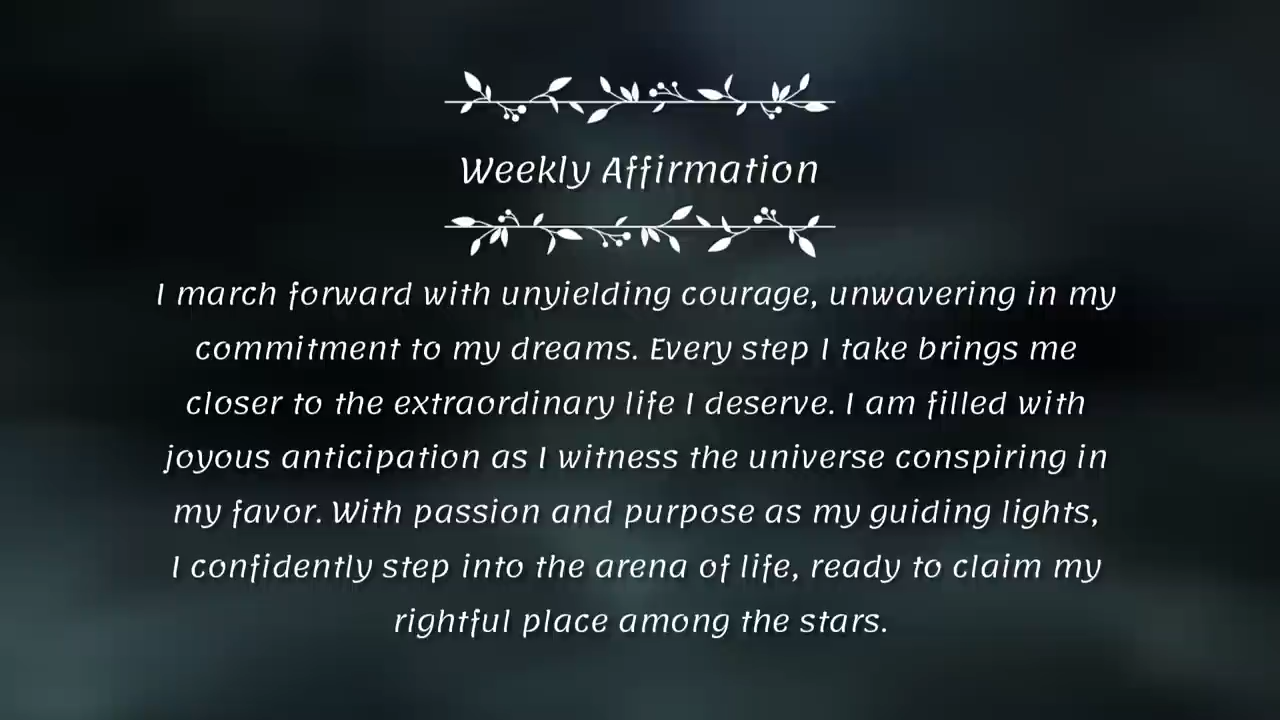 Weekly Affirmation
I march forward with unyielding courage, unwavering in my
commitment to my dreams. Every step I take brings me
closer to the extraordinary life I deserve. I am filled with
joyous anticipation as I witness the universe conspiring in
my favor. With passion and purpose as my guiding lights,
I confidently step into the arena of life, ready to claim my
rightful place among the stars.